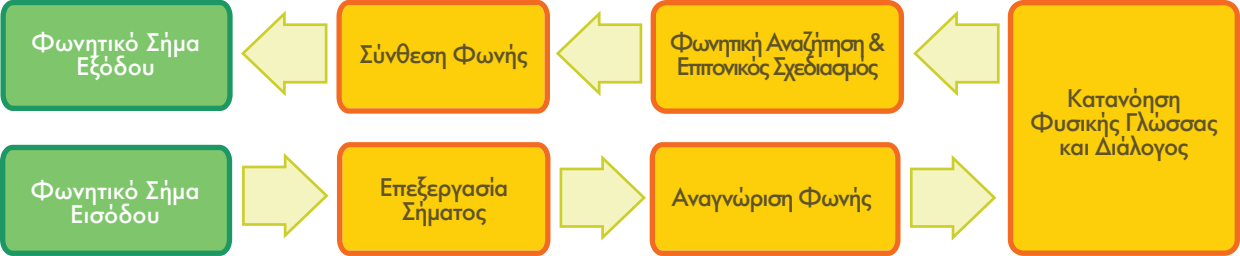 Φωνητικό Σήμα
Εξόδου
Σύνθεση Φωνής
Φωνητική Αναζήτηση &
Επιτονικός Σχεδιασμός
Κατανόηση
Φυσικής Γλώσσας
και Διάλογος
Φωνητικό Σήμα
Εισόδου
Επεξεργασία
Σήματος
Αναγνώριση Φωνής